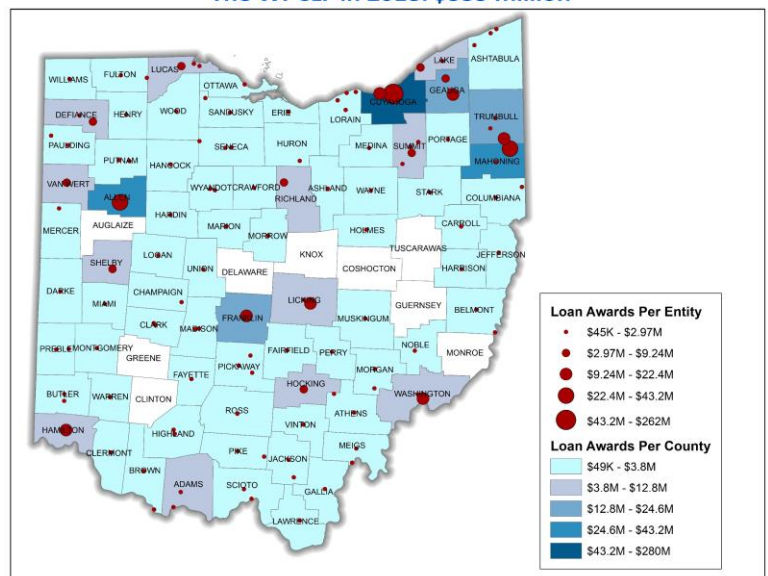 ASHTABULA
LAKE
LUCAS
FULTON
WILLIAMS
OTTAWA
GEAUGA
CUYAHOGA
DEFIANCE
HENRY
WOOD
SANDUSKY
ERIE
LORAIN
TRUMBULL
PAULDING
SENECA
HURON
MEDINA
SUMMIT
PORTAGE
PUTNAM
HANCOCK
MAHONING
VAN WERT
WYANDOT
CRAWFORD
RICHLAND
ASHLAND
WAYNE
STARK
ALLEN
COLUMBIANA
HARDIN
AUGLAIZE
MERCER
MARION
MORROW
HOLMES
CARROLL
TUSCARAWAS
KNOX
LOGAN
JEFFERSON
SHELBY
UNION
DELAWARE
COSHOCTON
HARRISON
DARKE
CHAMPAIGN
MIAMI
LICKING
GUERNSEY
BELMONT
FRANKLIN
MUSKINGUM
CLARK
MADISON
NOBLE
PREBLE
MONTGOMERY
FAIRFIELD
PERRY
MONROE
GREENE
PICKAWAY
MORGAN
FAYETTE
HOCKING
BUTLER
WARREN
CLINTON
WASHINGTON
ROSS
ATHENS
VINTON
HAMILTON
HIGHLAND
MEIGS
CLERMONT
PIKE
JACKSON
BROWN
ADAMS
SCIOTO
GALLIA
LAWRENCE
Loan Awards Per Entity
$45K - $2.97M
$2.97M - $9.24M
$9.24M - $22.4M
$22.4M - $43.2M
$43.2M - $262M
Loan Awards Per County
$49K - $3.8M
$3.8M - $12.8M
$12.8M - $24.6M
$24.6M - $43.2M
$43.2M - $280M